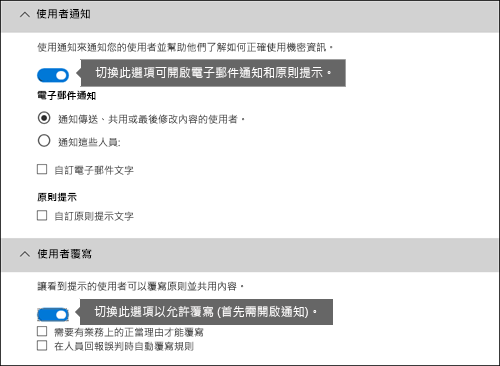 使用者通知
使用通知來通知您的使用者並幫助他們了解如何正確使用機密資訊。
切換此選項可開啟電子郵件通知和原則提示。
電子郵件通知
通知傳送、共用或最後修改內容的使用者。
通知這些人員:
自訂電子郵件文字
原則提示
自訂原則提示文字
使用者覆寫
讓看到提示的使用者可以覆寫原則並共用內容。
切換此選項以允許覆寫 (首先需開啟通知)。
需要有業務上的正當理由才能覆寫
在人員回報誤判時自動覆寫規則